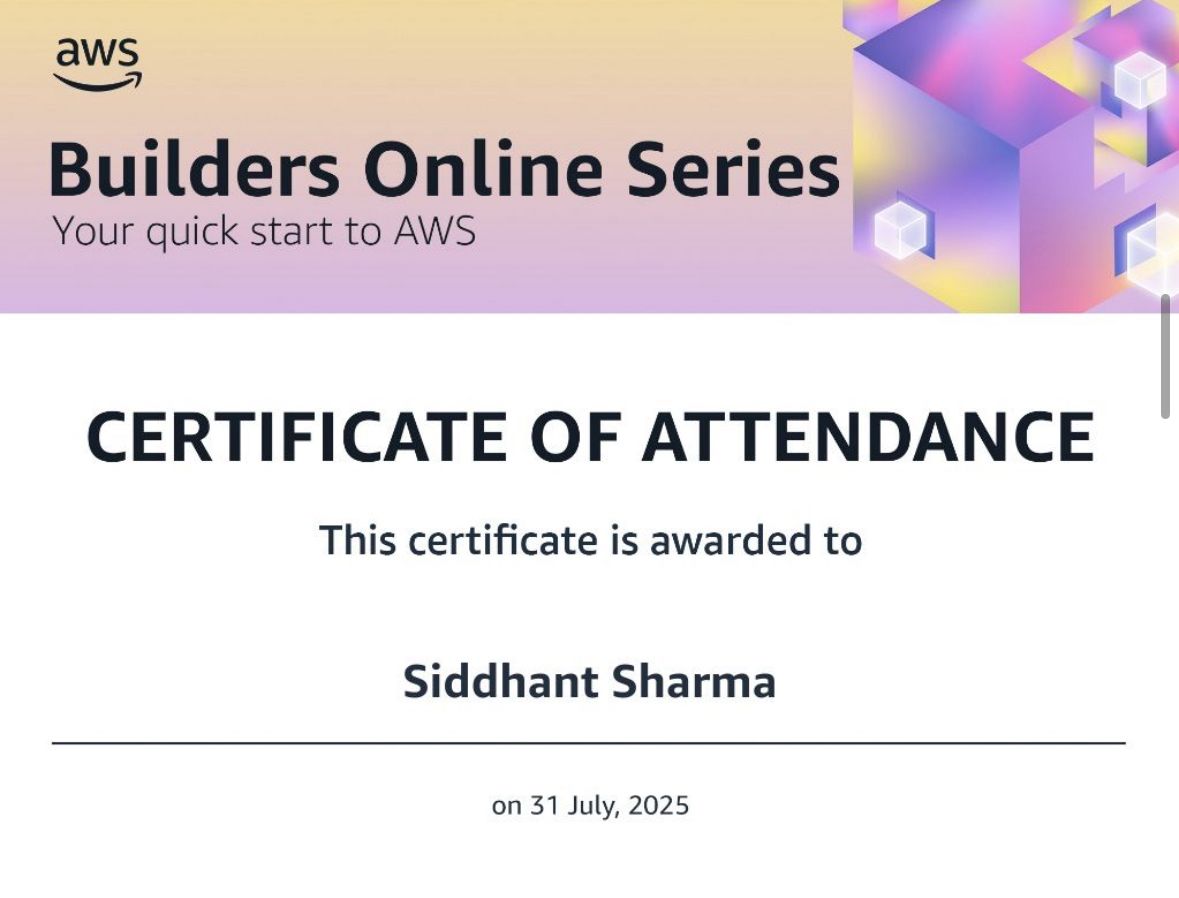 aws
Builders Online Series
Your quick start to AWS
CERTIFICATE OF ATTENDANCE
This certificate is awarded to
Siddhant Sharma
on 31 July, 2025